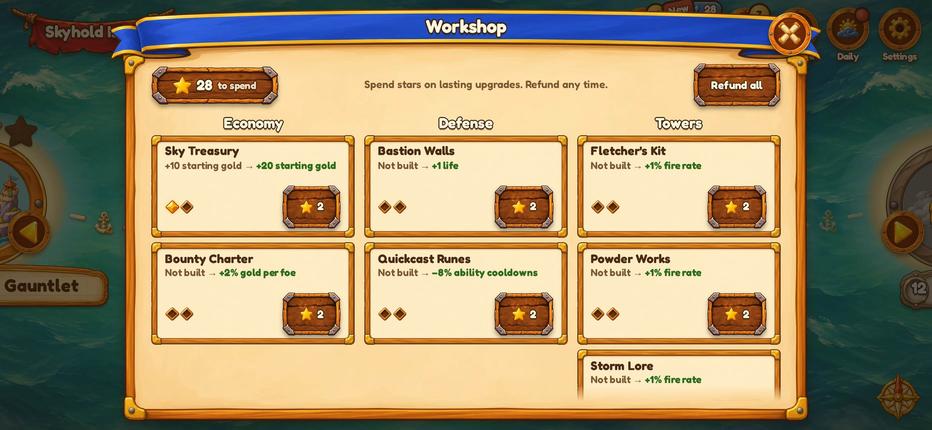 Workshop
Skyhold
New 28
Daily
Settings
28 to spend
Spend stars on lasting upgrades. Refund any time.
Refund all
Economy
Defense
Towers
Sky Treasury
+10 starting gold → +20 starting gold
2
Bastion Walls
Not built → +1 life
2
Fletcher's Kit
Not built → +1% fire rate
2
Bounty Charter
Not built → +2% gold per foe
2
Quickcast Runes
Not built → −8% ability cooldowns
2
Powder Works
Not built → +1% fire rate
2
Storm Lore
Not built → +1% fire rate
Gauntlet
12